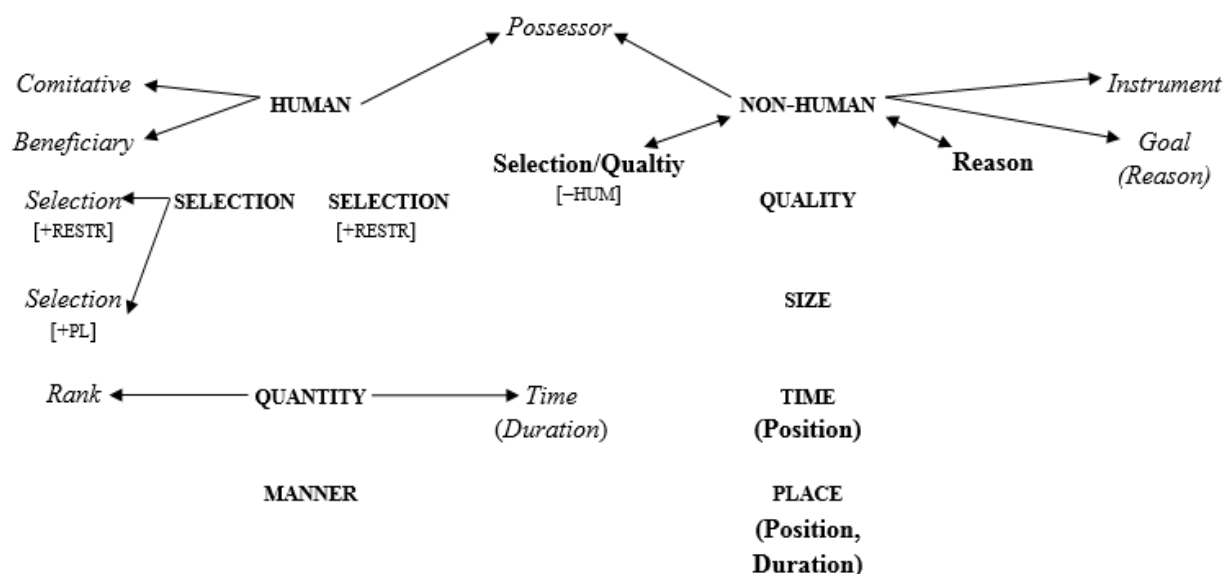 Possessor
Comitative
HUMAN
NON-HUMAN
Instrument
Beneficiary
Goal
(Reason)
Selection/Qualtiy
[–HUM]
Reason
Selection
[+RESTR]
SELECTION
SELECTION
[+RESTR]
QUALITY
Selection
[+PL]
SIZE
Rank
QUANTITY
Time
(Duration)
TIME
(Position)
MANNER
PLACE
(Position,
Duration)